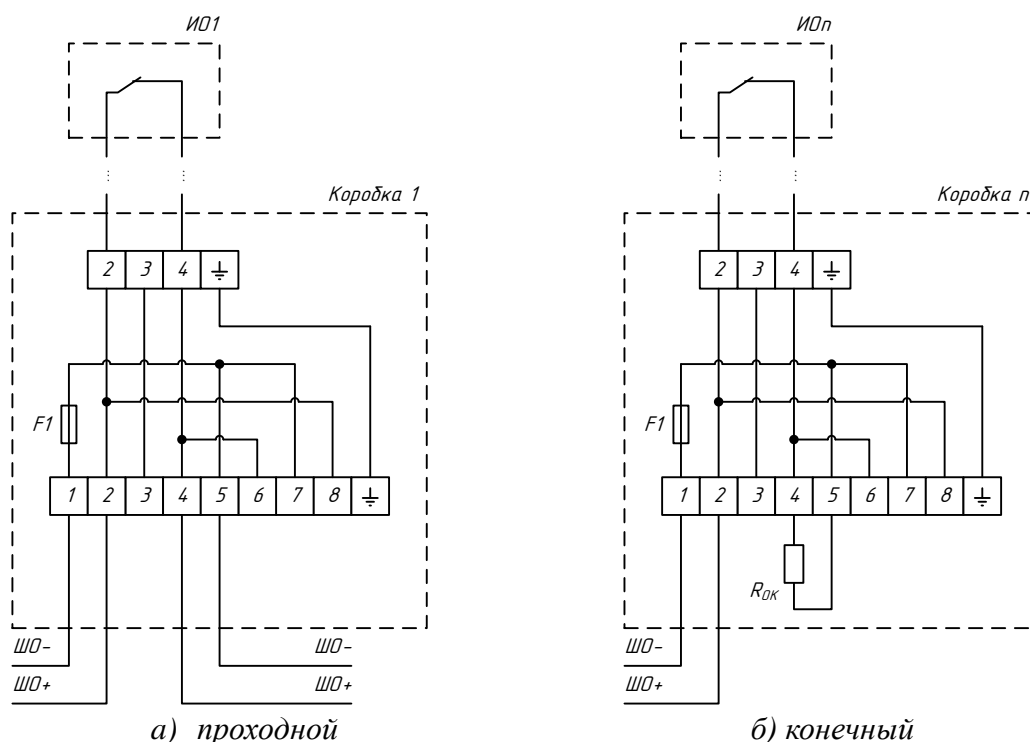 ИО1
ИОn
Коробка 1
Коробка n
2 3 4
2 3 4
F1
F1
1 2 3 4 5 6 7 8
1 2 3 4 5 6 7 8
RОК
ШО-
ШО-
ШО-
ШО+
ШО+
ШО+
а) проходной
б) конечный